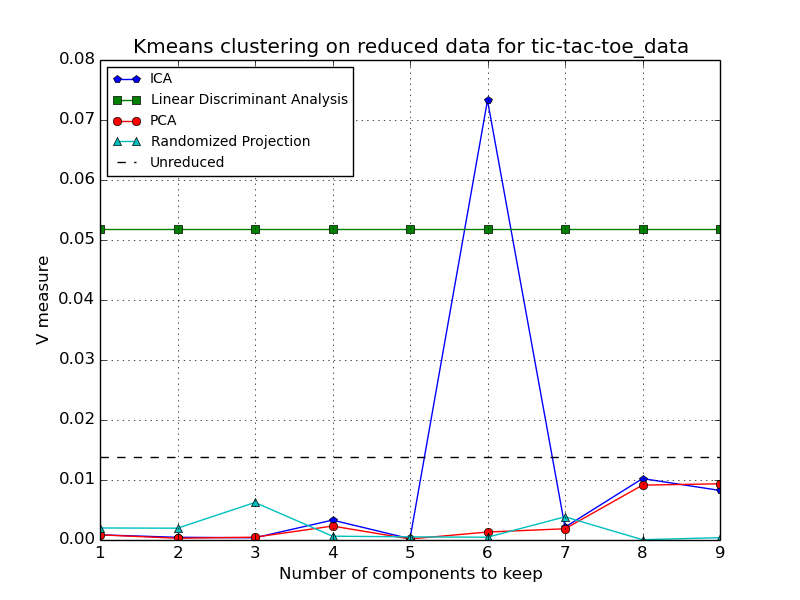 Kmeans clustering on reduced data for tic-tac-toe_data
0.08
0.07
0.06
0.05
0.04
0.03
0.02
0.01
0.00
V measure
ICA
Linear Discriminant Analysis
PCA
Randomized Projection
Unreduced
1 2 3 4 5 6 7 8 9
Number of components to keep